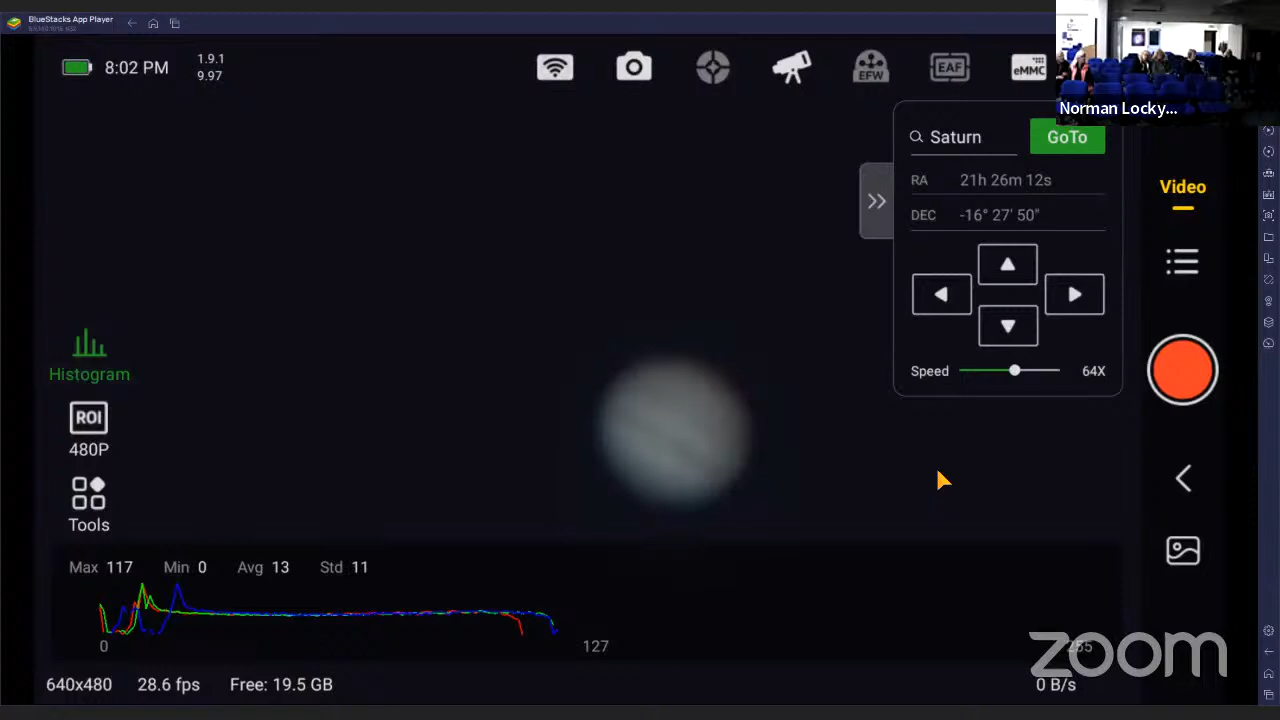 BlueStacks App Player
8:02 PM
1.9.1
9.97
EFW
EAF
eMMC
Norman Locky...
Saturn
GoTo
RA 21h 26m 12s
DEC -16° 27' 50"
Speed 64X
Video
Histogram
ROI
480P
Tools
Max 117 Min 0 Avg 13 Std 11
0 127 255
640x480 28.6 fps Free: 19.5 GB
0 B/s
zoom